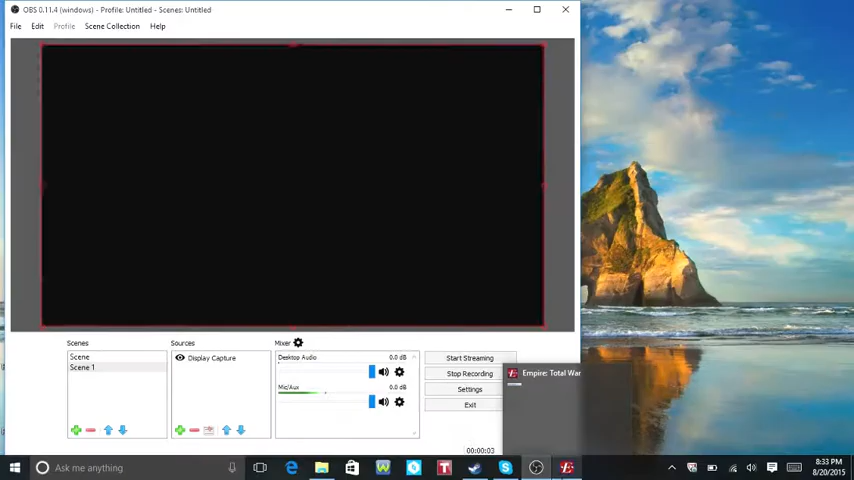 OBS 0.11.4 (windows) - Profile: Untitled - Scenes: Untitled
File Edit Profile Scene Collection Help
Scenes Sources Mixer
Scene
Scene 1
Display Capture
Desktop Audio 0.0 dB
Mic/Aux 0.0 dB
Start Streaming
Stop Recording
Settings
Exit
Empire: Total War
00:00:03
Ask me anything
8:33 PM
8/20/2015